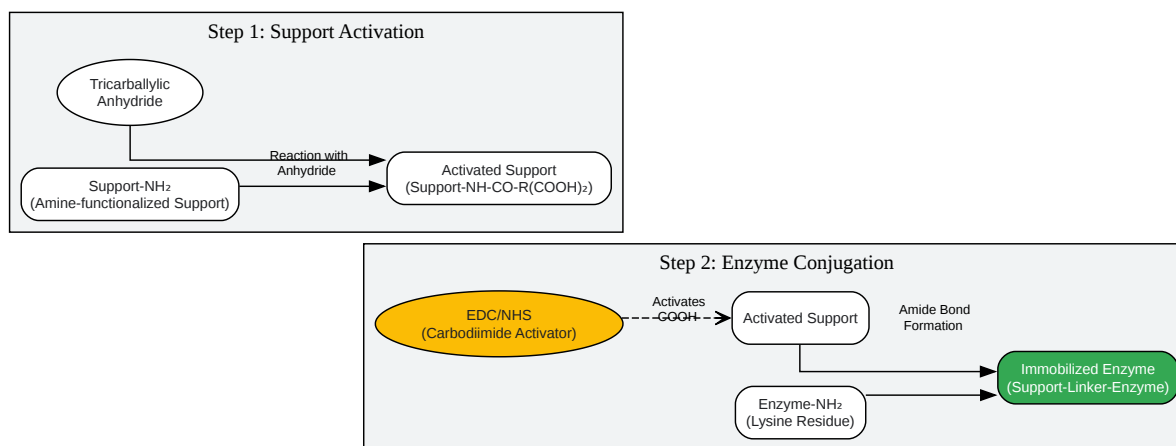 Step 1: Support Activation
Tricarballylic
Anhydride
Reaction with
Anhydride
Support-NH₂
(Amine-functionalized Support)
Activated Support
(Support-NH-CO-R(COOH)₂)
Step 2: Enzyme Conjugation
EDC/NHS
(Carbodiimide Activator)
Activates
COOH
Activated Support
Amide Bond
Formation
Enzyme-NH₂
(Lysine Residue)
Immobilized Enzyme
(Support-Linker-Enzyme)